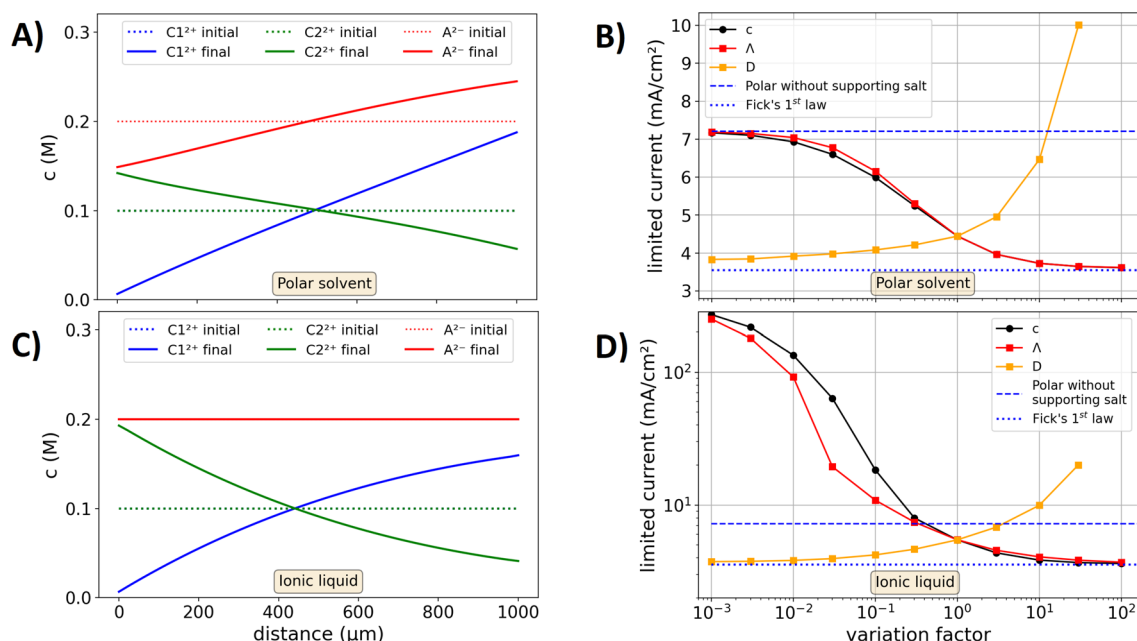 A)
0.3
0.2
0.1
0.0
c (M)
C1²⁺ initial
C1²⁺ final
C2²⁺ initial
C2²⁺ final
A²⁻ initial
A²⁻ final
Polar solvent
B)
10
9
8
7
6
5
4
3
limited current (mA/cm²)
c
Λ
D
Polar without supporting salt
Fick's 1ˢᵗ law
Polar solvent
C)
0.3
0.2
0.1
0.0
c (M)
C1²⁺ initial
C1²⁺ final
C2²⁺ initial
C2²⁺ final
A²⁻ initial
A²⁻ final
Ionic liquid
0
200
400
600
800
1000
distance (μm)
D)
10²
10¹
limited current (mA/cm²)
c
Λ
D
Polar without
supporting salt
Fick's 1ˢᵗ law
Ionic liquid
10⁻³
10⁻²
10⁻¹
10⁰
10¹
10²
variation factor